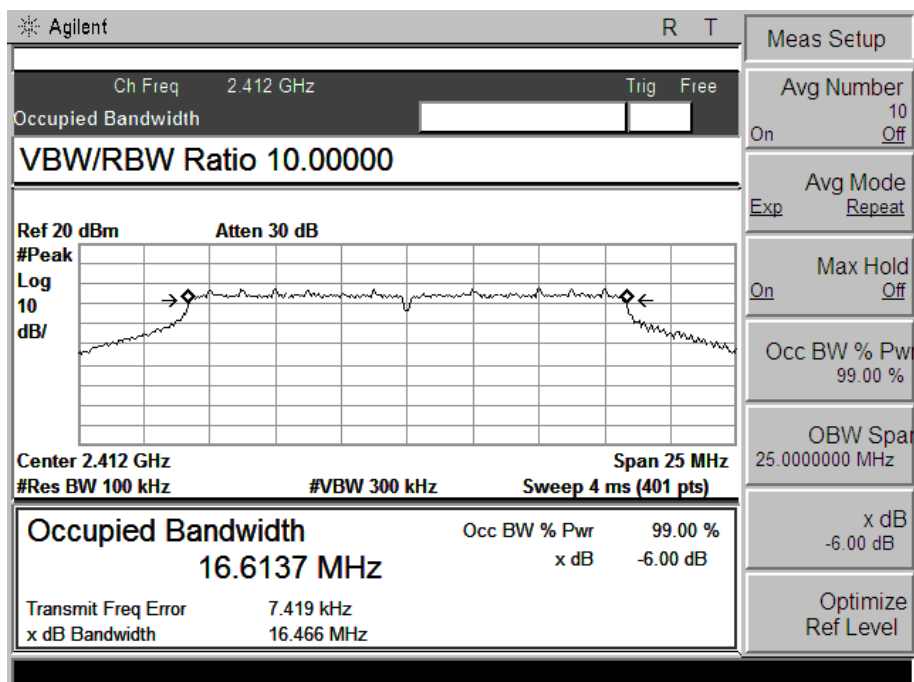 Agilent R T
Meas Setup
Ch Freq 2.412 GHz Trig Free
Occupied Bandwidth
VBW/RBW Ratio 10.00000
Ref 20 dBm Atten 30 dB
#Peak
Log
10
dB/
Center 2.412 GHz Span 25 MHz
#Res BW 100 kHz #VBW 300 kHz Sweep 4 ms (401 pts)
Occupied Bandwidth
16.6137 MHz
Occ BW % Pwr 99.00 %
x dB -6.00 dB
Transmit Freq Error 7.419 kHz
x dB Bandwidth 16.466 MHz
Avg Number
10
On Off
Avg Mode
Exp Repeat
Max Hold
On Off
Occ BW % Pwr
99.00 %
OBW Span
25.0000000 MHz
x dB
-6.00 dB
Optimize
Ref Level